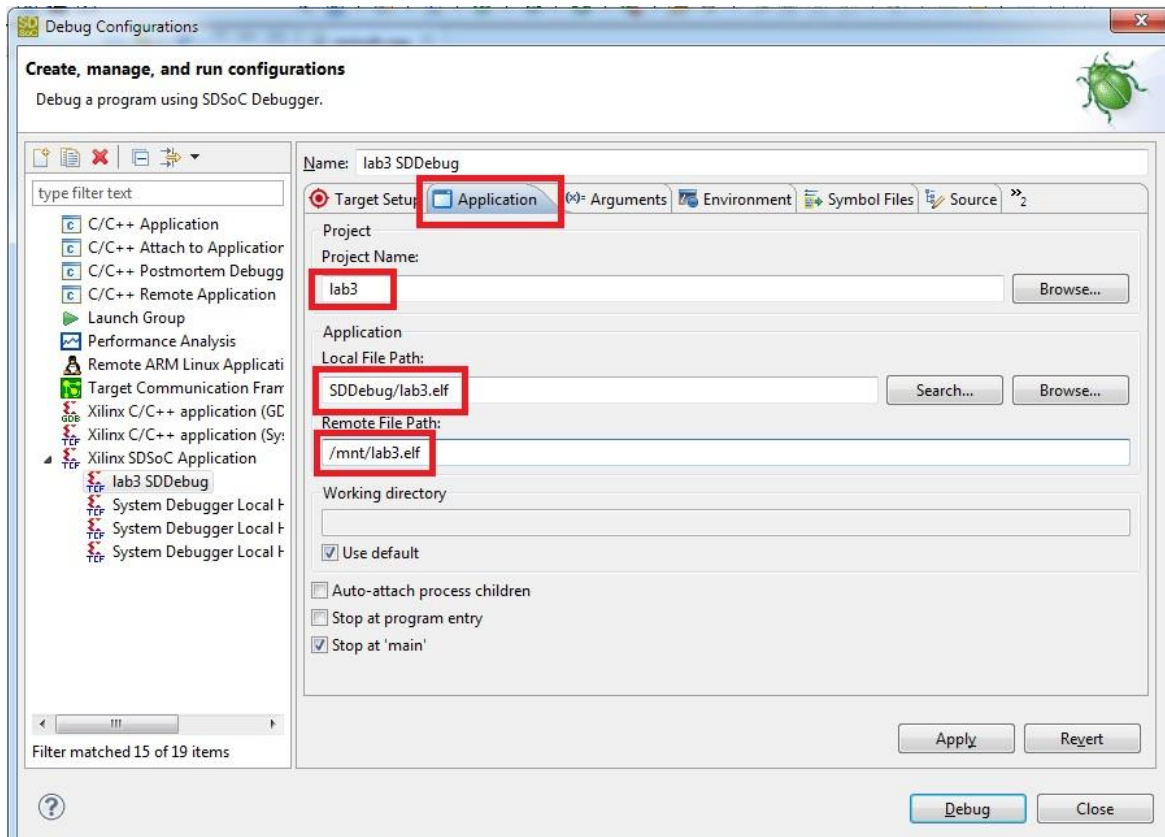 Debug Configurations
Create, manage, and run configurations
Debug a program using SDSoC Debugger.
type filter text
C/C++ Application
C/C++ Attach to Application
C/C++ Postmortem Debugg
C/C++ Remote Application
Launch Group
Performance Analysis
Remote ARM Linux Applicati
Target Communication Fram
Xilinx C/C++ application (GD
Xilinx C/C++ application (Sys
Xilinx SDSoC Application
lab3 SDDebug
System Debugger Local H
System Debugger Local H
System Debugger Local H
Filter matched 15 of 19 items
Name: lab3 SDDebug
Target Setup Application (x)= Arguments Environment Symbol Files Source »2
Project
Project Name:
lab3 Browse...
Application
Local File Path:
SDDebug/lab3.elf Search... Browse...
Remote File Path:
/mnt/lab3.elf
Working directory
Use default
Auto-attach process children
Stop at program entry
Stop at 'main'
Apply Revert
Debug Close